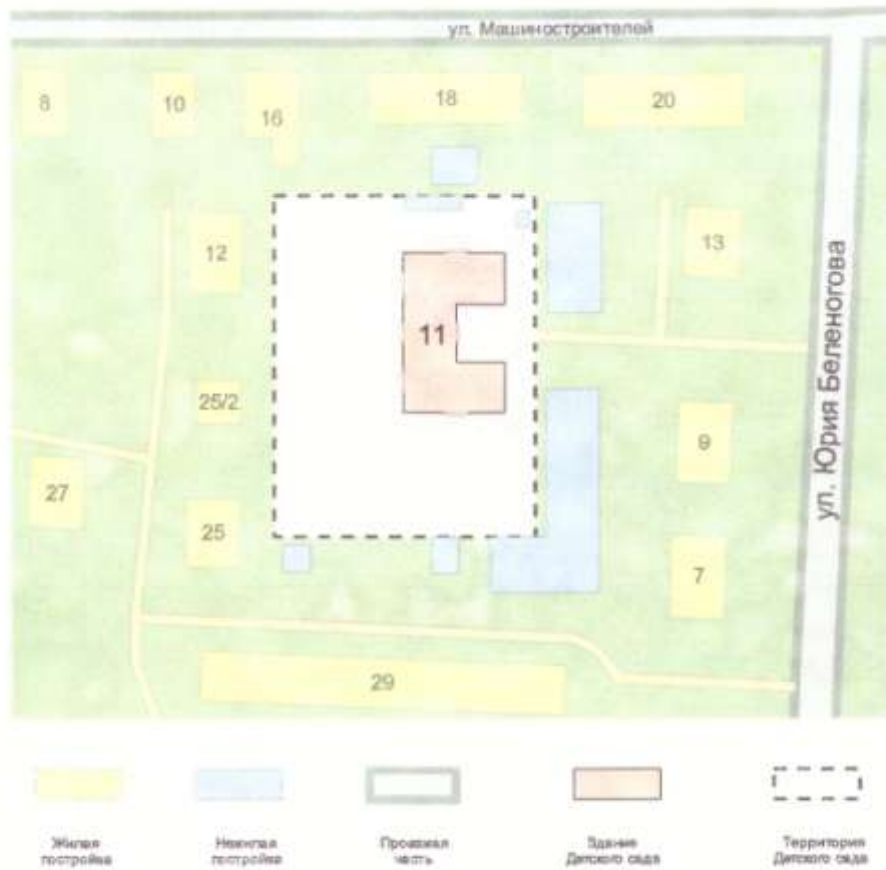 ул. Машиностроителей
8
10
16
18
20
12
13
ул. Юрия Беленогова
11
25/2
9
27
25
7
29
Жилая
постройка
Нежилая
постройка
Проезжая
часть
Здание
Детского сада
Территория
Детского сада